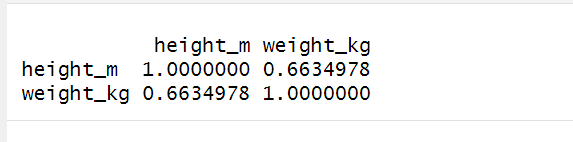 height_m weight_kg
height_m 1.0000000 0.6634978
weight_kg 0.6634978 1.0000000